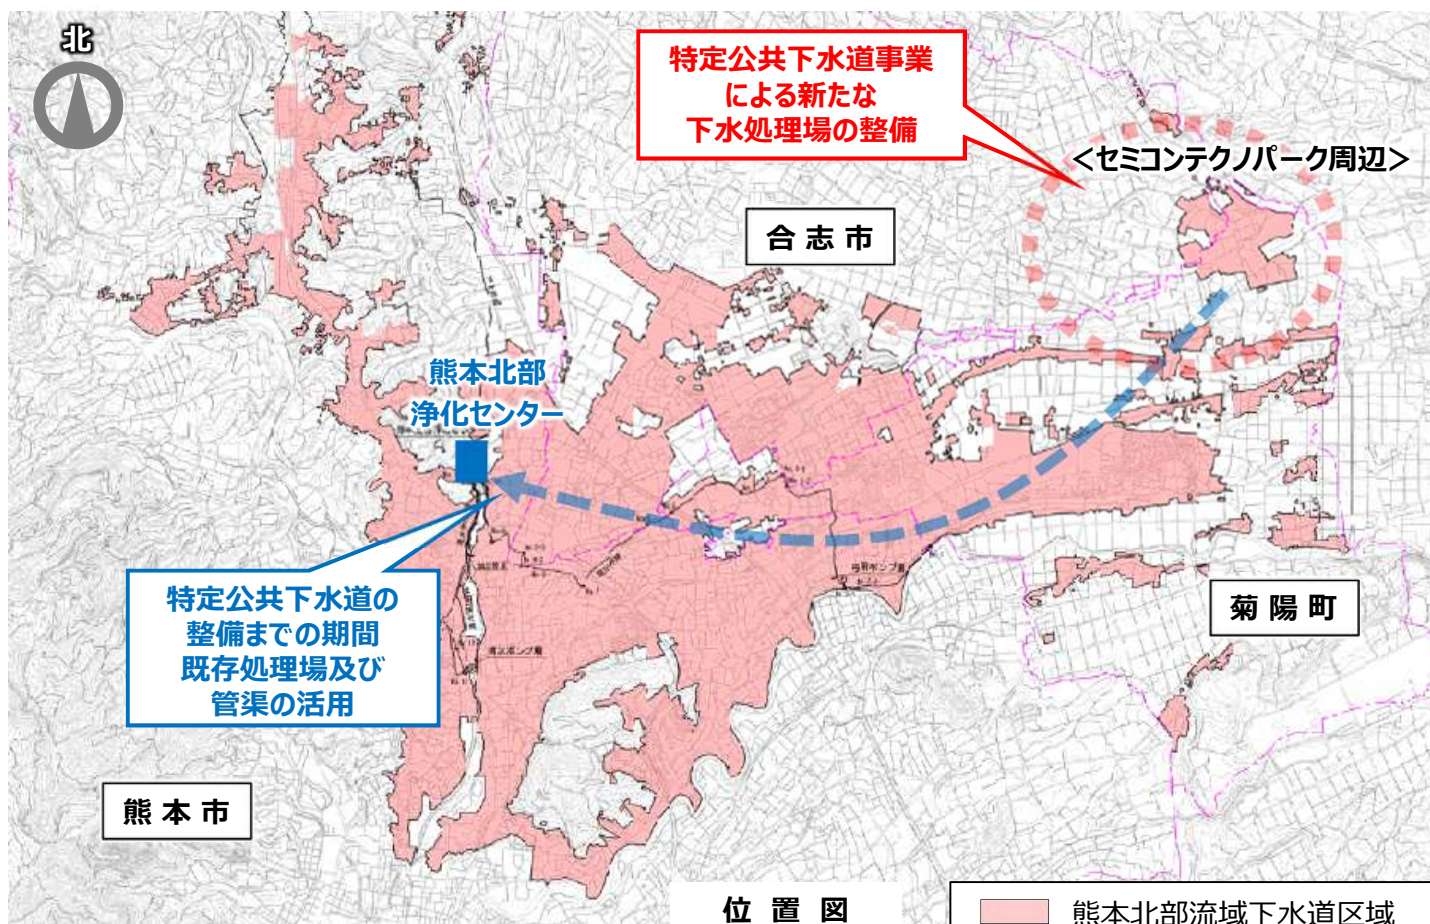 北
特定公共下水道事業
による新たな
下水処理場の整備
<セミコンテクノパーク周辺>
合志市
熊本北部
浄化センター
特定公共下水道の
整備までの期間
既存処理場及び
管渠の活用
菊陽町
熊本市
位置図
熊本北部流域下水道区域